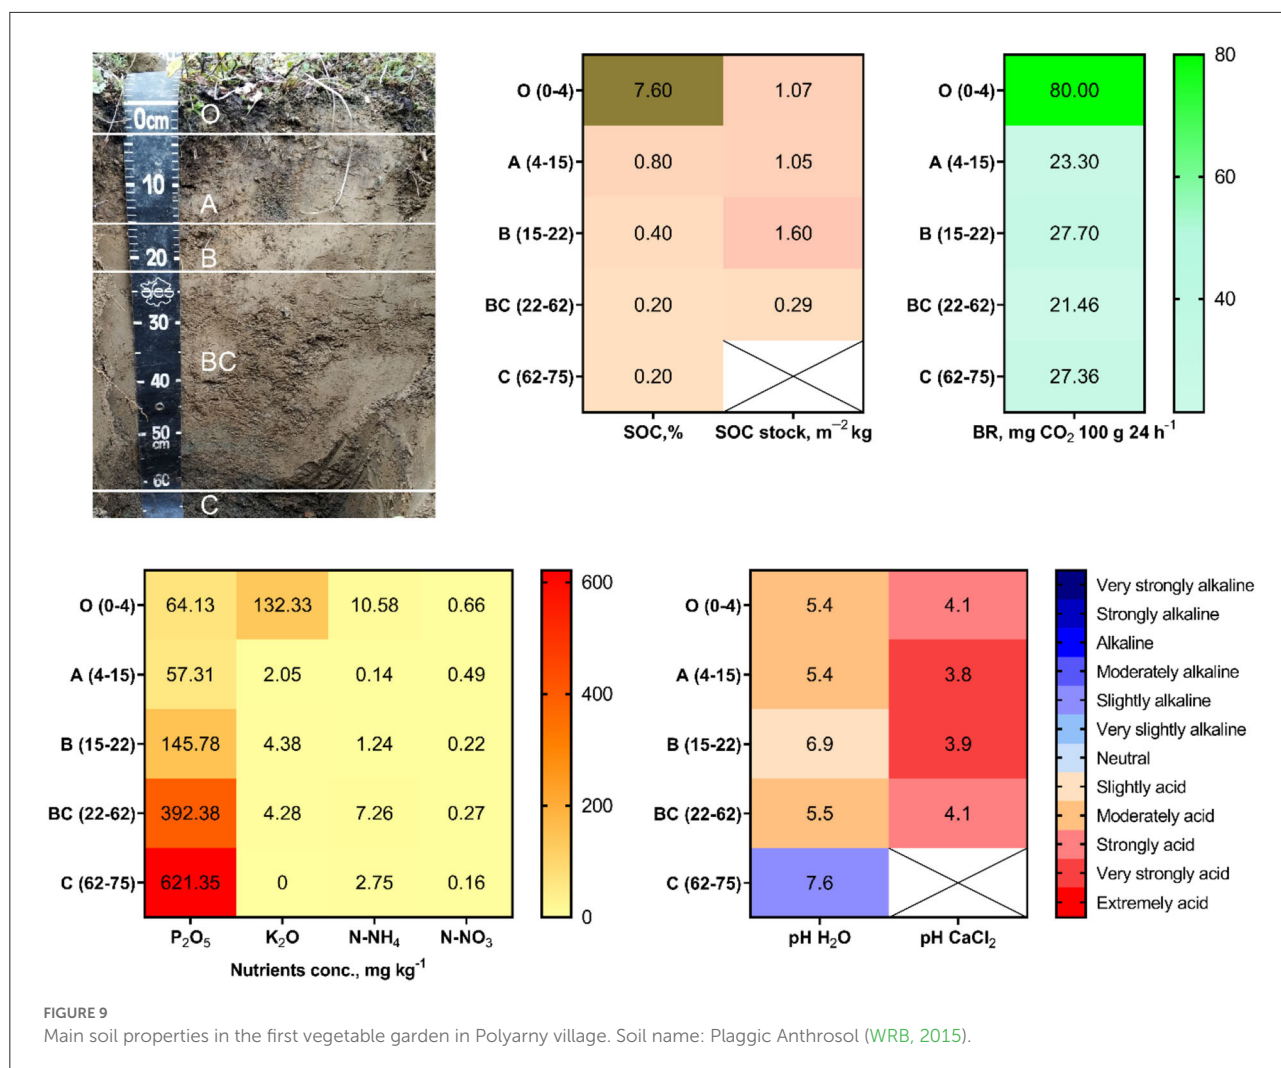 0cm
10
20
30
40
50
cm
60
O
A
B
BC
C
O (0-4) 7.60 1.07
A (4-15) 0.80 1.05
B (15-22) 0.40 1.60
BC (22-62) 0.20 0.29
C (62-75) 0.20
SOC,% SOC stock, m⁻² kg
O (0-4) 80.00
A (4-15) 23.30
B (15-22) 27.70
BC (22-62) 21.46
C (62-75) 27.36
BR, mg CO₂ 100 g 24 h⁻¹
80
60
40
O (0-4) 64.13 132.33 10.58 0.66
A (4-15) 57.31 2.05 0.14 0.49
B (15-22) 145.78 4.38 1.24 0.22
BC (22-62) 392.38 4.28 7.26 0.27
C (62-75) 621.35 0 2.75 0.16
P₂O₅ K₂O N-NH₄ N-NO₃
Nutrients conc., mg kg⁻¹
600
400
200
0
O (0-4) 5.4 4.1
A (4-15) 5.4 3.8
B (15-22) 6.9 3.9
BC (22-62) 5.5 4.1
C (62-75) 7.6
pH H₂O pH CaCl₂
Very strongly alkaline
Strongly alkaline
Alkaline
Moderately alkaline
Slightly alkaline
Very slightly alkaline
Neutral
Slightly acid
Moderately acid
Strongly acid
Very strongly acid
Extremely acid
FIGURE 9
Main soil properties in the first vegetable garden in Polyarny village. Soil name: Plaggic Anthrosol (WRB, 2015).